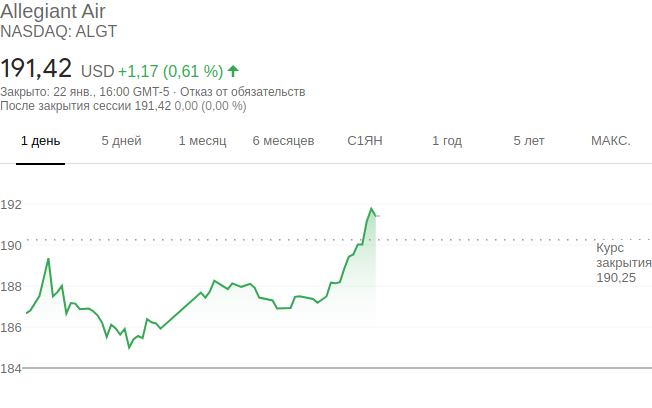 Allegiant Air
NASDAQ: ALGT
191,42 USD +1,17 (0,61 %)
Закрыто: 22 янв., 16:00 GMT-5 · Отказ от обязательств
После закрытия сессии 191,42 0,00 (0,00 %)
1 день 5 дней 1 месяц 6 месяцев С1ЯН 1 год 5 лет МАКС.
192
190
Курс
закрытия
190,25
188
186
184